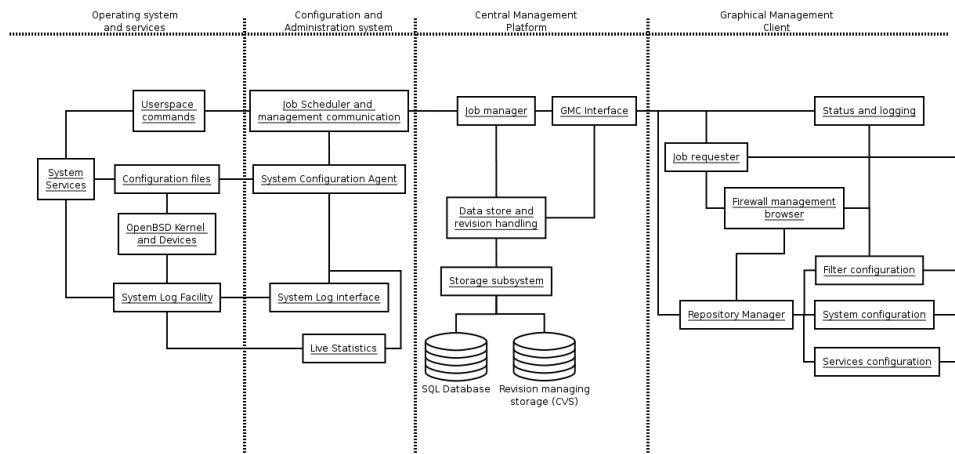 Operating system
and services
Configuration and
Administration system
Central Management
Platform
Graphical Management
Client
Userspace
commands
Job Scheduler and
management communication
Job manager
GMC Interface
Status and logging
Job requester
System
Services
Configuration files
System Configuration Agent
Firewall management
browser
Data store and
revision handling
OpenBSD Kernel
and Devices
Filter configuration
Storage subsystem
System Log Facility
System Log interface
Repository Manager
System configuration
Live Statistics
Services configuration
SQL Database
Revision managing
storage (CVS)